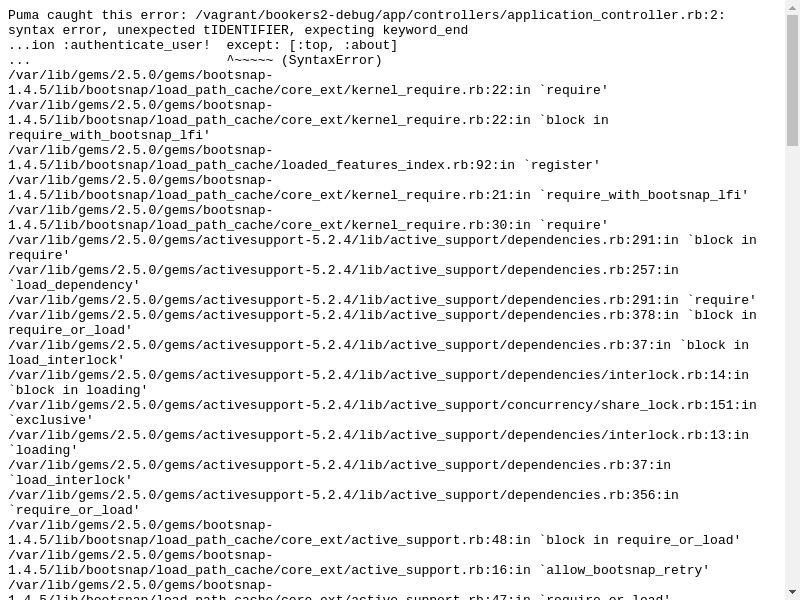 Puma caught this error: /vagrant/bookers2-debug/app/controllers/application_controller.rb:2:
syntax error, unexpected tIDENTIFIER, expecting keyword_end
...ion :authenticate_user!  except: [:top, :about]
...                         ^~~~~~ (SyntaxError)
/var/lib/gems/2.5.0/gems/bootsnap-
1.4.5/lib/bootsnap/load_path_cache/core_ext/kernel_require.rb:22:in `require'
/var/lib/gems/2.5.0/gems/bootsnap-
1.4.5/lib/bootsnap/load_path_cache/core_ext/kernel_require.rb:22:in `block in
require_with_bootsnap_lfi'
/var/lib/gems/2.5.0/gems/bootsnap-
1.4.5/lib/bootsnap/load_path_cache/loaded_features_index.rb:92:in `register'
/var/lib/gems/2.5.0/gems/bootsnap-
1.4.5/lib/bootsnap/load_path_cache/core_ext/kernel_require.rb:21:in `require_with_bootsnap_lfi'
/var/lib/gems/2.5.0/gems/bootsnap-
1.4.5/lib/bootsnap/load_path_cache/core_ext/kernel_require.rb:30:in `require'
/var/lib/gems/2.5.0/gems/activesupport-5.2.4/lib/active_support/dependencies.rb:291:in `block in
require'
/var/lib/gems/2.5.0/gems/activesupport-5.2.4/lib/active_support/dependencies.rb:257:in
`load_dependency'
/var/lib/gems/2.5.0/gems/activesupport-5.2.4/lib/active_support/dependencies.rb:291:in `require'
/var/lib/gems/2.5.0/gems/activesupport-5.2.4/lib/active_support/dependencies.rb:378:in `block in
require_or_load'
/var/lib/gems/2.5.0/gems/activesupport-5.2.4/lib/active_support/dependencies.rb:37:in `block in
load_interlock'
/var/lib/gems/2.5.0/gems/activesupport-5.2.4/lib/active_support/dependencies/interlock.rb:14:in
`block in loading'
/var/lib/gems/2.5.0/gems/activesupport-5.2.4/lib/active_support/concurrency/share_lock.rb:151:in
`exclusive'
/var/lib/gems/2.5.0/gems/activesupport-5.2.4/lib/active_support/dependencies/interlock.rb:13:in
`loading'
/var/lib/gems/2.5.0/gems/activesupport-5.2.4/lib/active_support/dependencies.rb:37:in
`load_interlock'
/var/lib/gems/2.5.0/gems/activesupport-5.2.4/lib/active_support/dependencies.rb:356:in
`require_or_load'
/var/lib/gems/2.5.0/gems/bootsnap-
1.4.5/lib/bootsnap/load_path_cache/core_ext/active_support.rb:48:in `block in require_or_load'
/var/lib/gems/2.5.0/gems/bootsnap-
1.4.5/lib/bootsnap/load_path_cache/core_ext/active_support.rb:16:in `allow_bootsnap_retry'
/var/lib/gems/2.5.0/gems/bootsnap-
1.4.5/lib/bootsnap/load_path_cache/core_ext/active_support.rb:47:in `require_or_load'